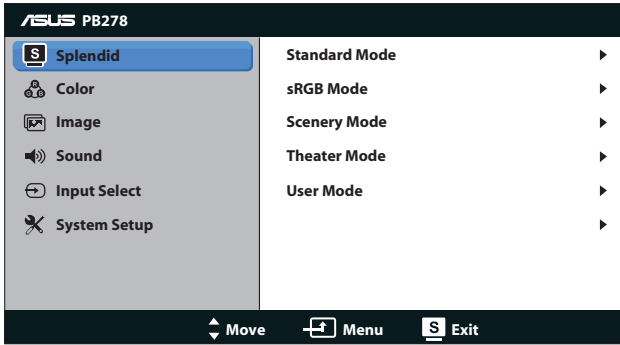 ASUS PB278
S Splendid
Color
Image
Sound
Input Select
System Setup
Standard Mode
sRGB Mode
Scenery Mode
Theater Mode
User Mode
Move Menu S Exit